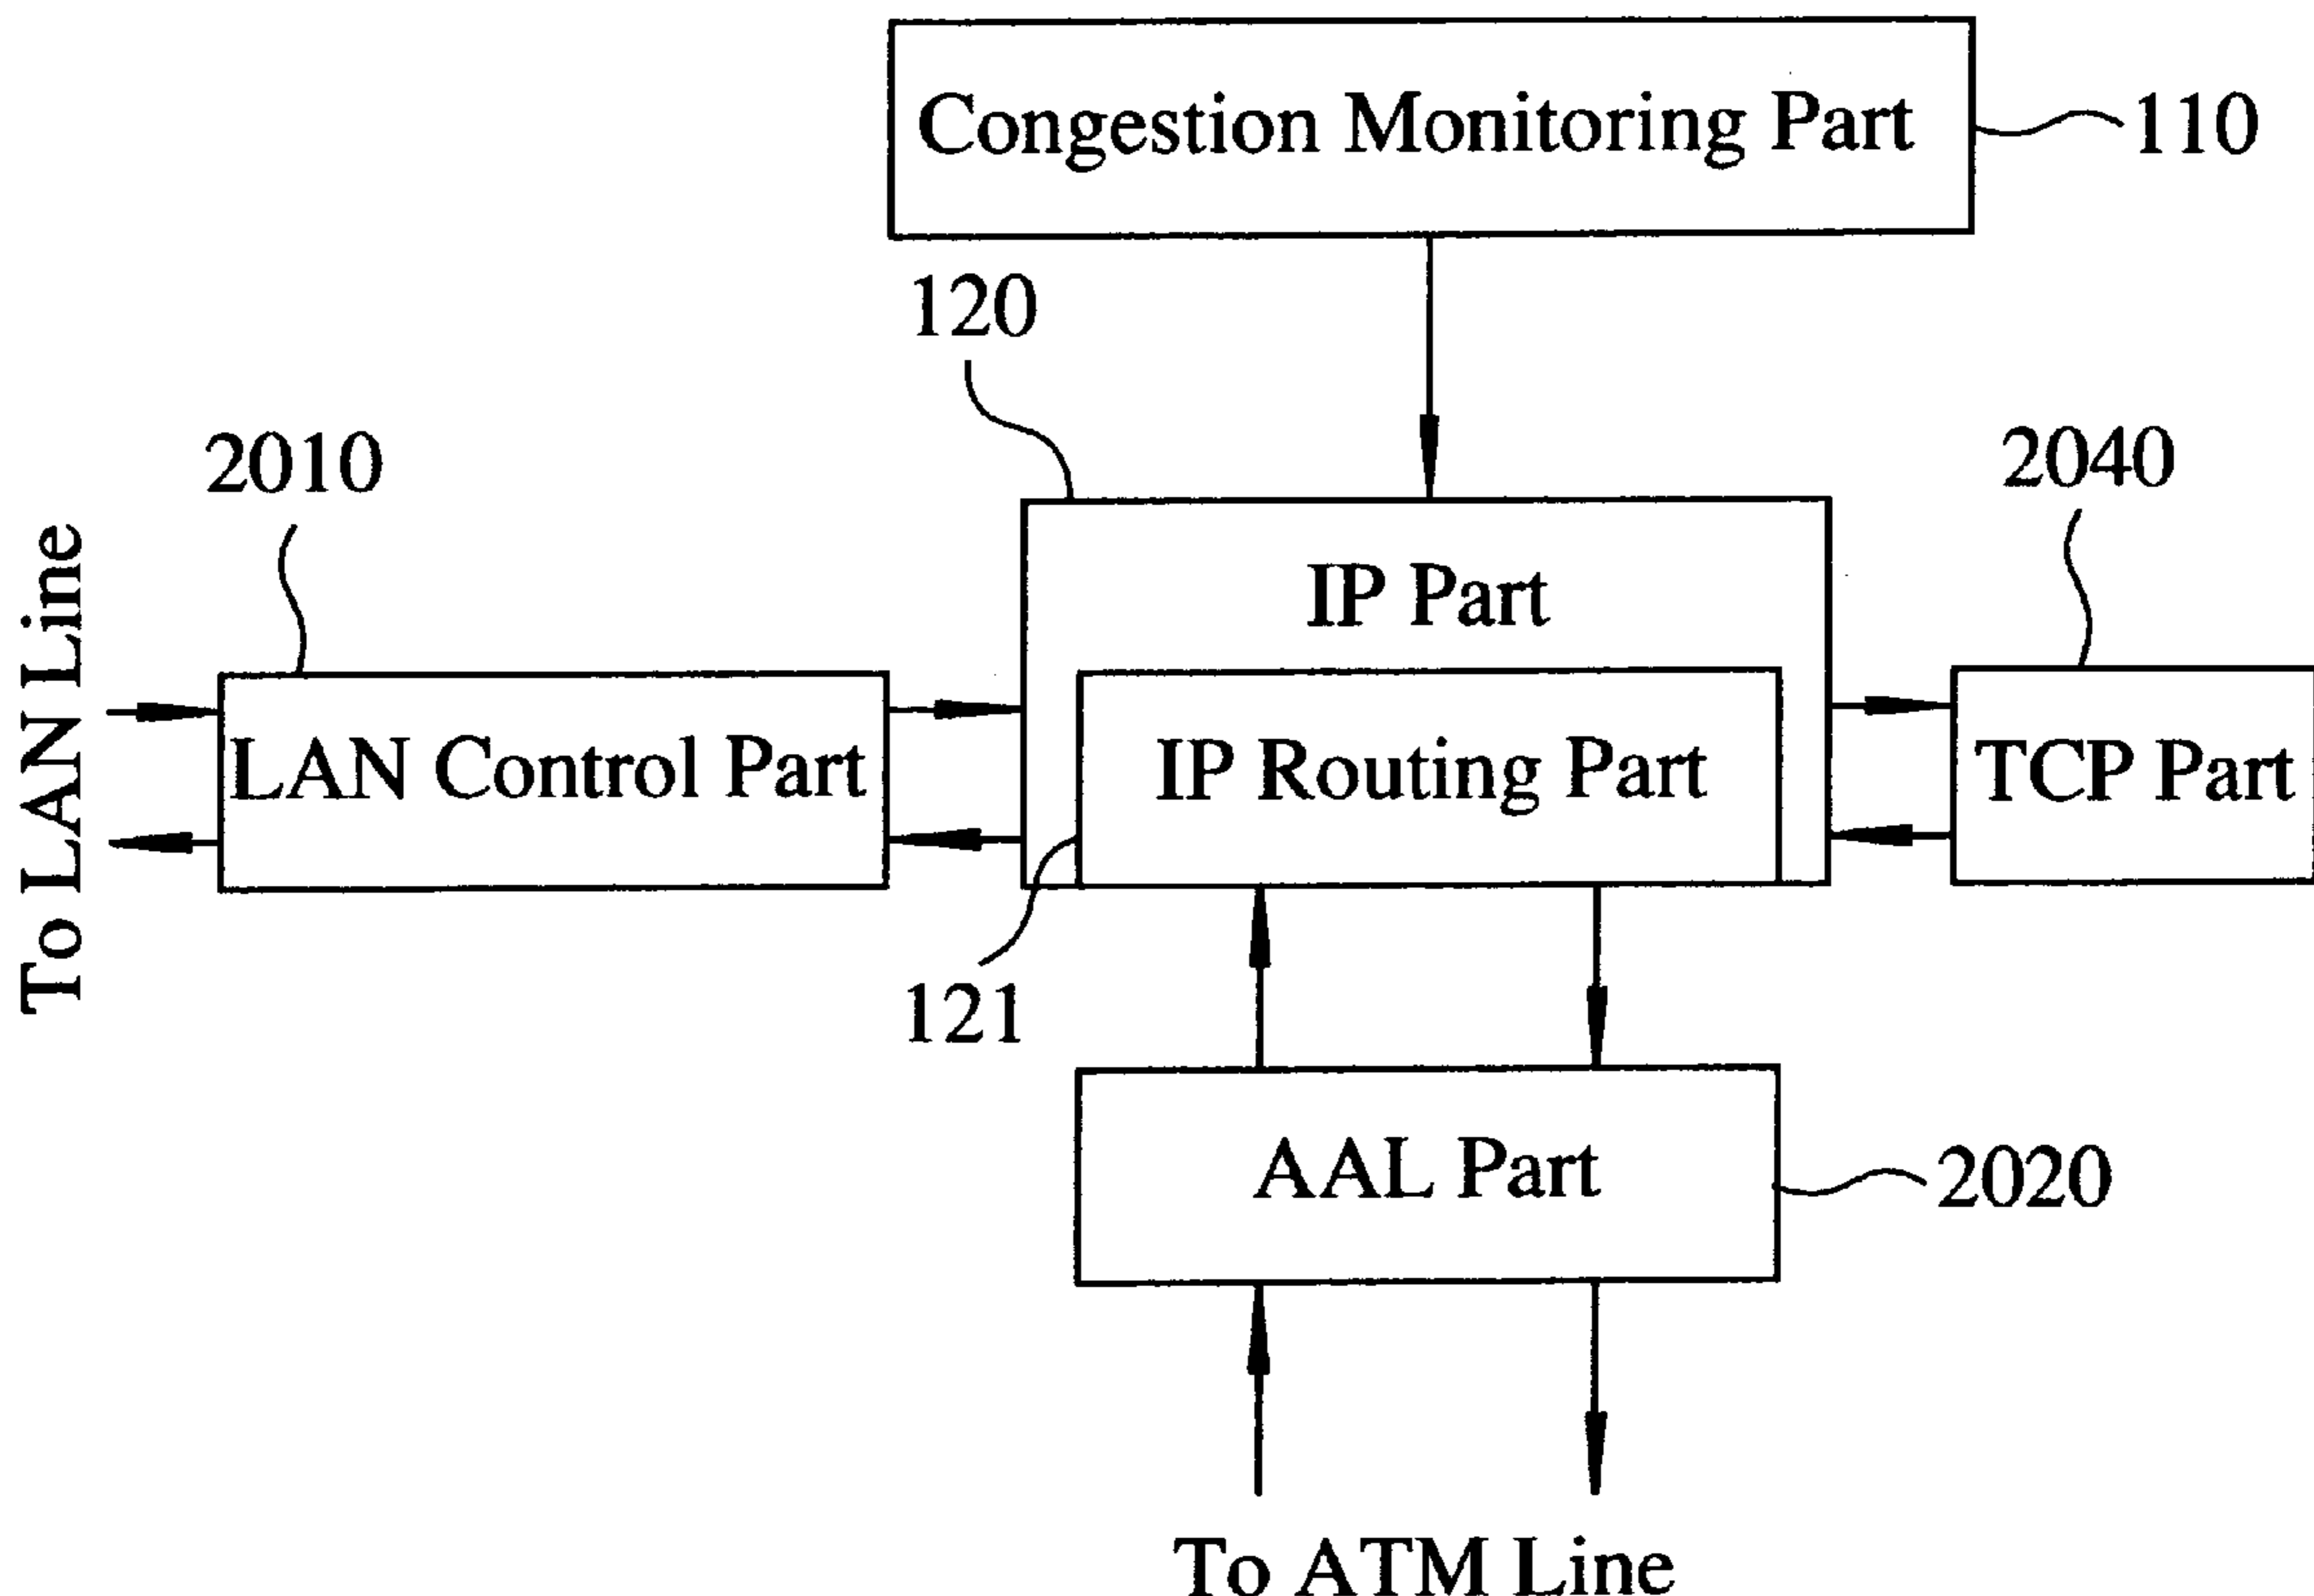 Congestion Monitoring Part
110
120
2010
2040
To LAN Line
IP Part
LAN Control Part
IP Routing Part
TCP Part
121
AAL Part
2020
To ATM Line